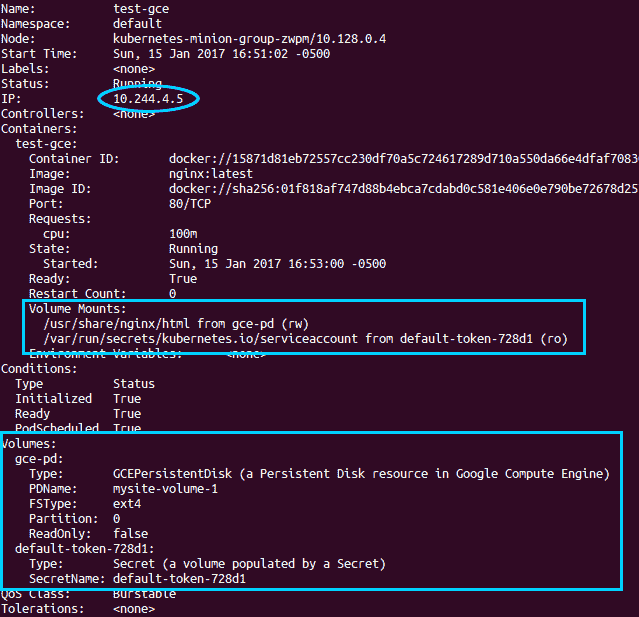 Name: test-gce
Namespace: default
Node: kubernetes-minion-group-zwpm/10.128.0.4
Start Time: Sun, 15 Jan 2017 16:51:02 -0500
Labels: <none>
Status: Running
IP: 10.244.4.5
Controllers: <none>
Containers:
  test-gce:
    Container ID: docker://15871d81eb72557cc230df70a5c724617289d710a550da66e4dfaf70836
    Image: nginx:latest
    Image ID: docker://sha256:01f818af747d88b4ebca7cdabd0c581e406e0e790be72678d257
    Port: 80/TCP
    Requests:
      cpu: 100m
    State: Running
      Started: Sun, 15 Jan 2017 16:53:00 -0500
    Ready: True
    Restart Count: 0
    Volume Mounts:
      /usr/share/nginx/html from gce-pd (rw)
      /var/run/secrets/kubernetes.io/serviceaccount from default-token-728d1 (ro)
    Environment Variables: <none>
Conditions:
  Type Status
  Initialized True
  Ready True
  PodScheduled True
Volumes:
  gce-pd:
    Type: GCEPersistentDisk (a Persistent Disk resource in Google Compute Engine)
    PDName: mysite-volume-1
    FSType: ext4
    Partition: 0
    ReadOnly: false
  default-token-728d1:
    Type: Secret (a volume populated by a Secret)
    SecretName: default-token-728d1
QoS Class: Burstable
Tolerations: <none>